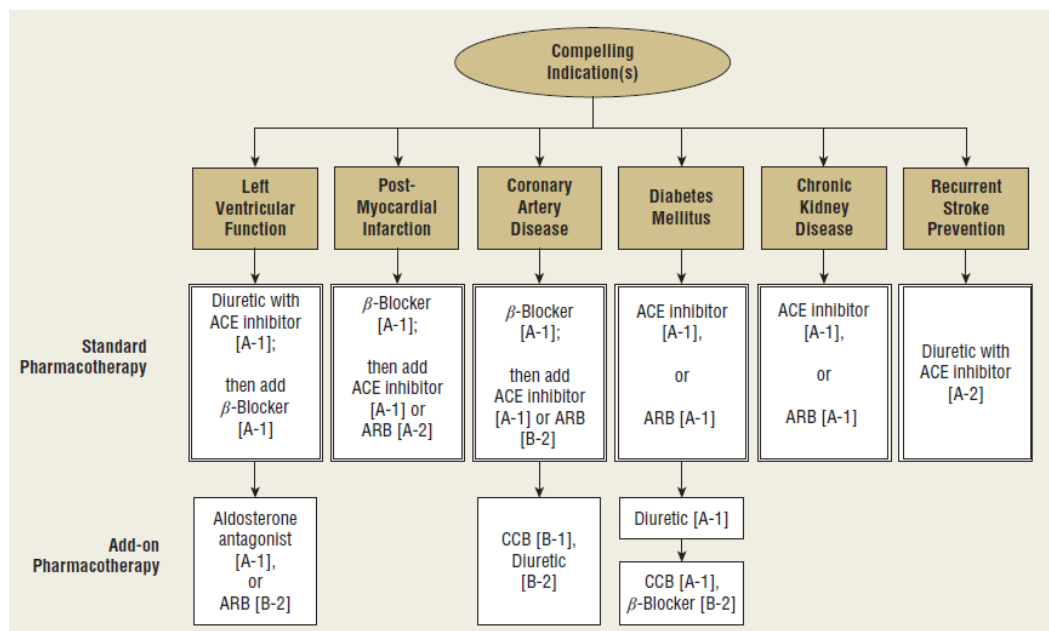 Compelling
Indication(s)
Left
Ventricular
Function
Post-
Myocardial
Infarction
Coronary
Artery
Disease
Diabetes
Mellitus
Chronic
Kidney
Disease
Recurrent
Stroke
Prevention
Standard
Pharmacotherapy
Diuretic with
ACE inhibitor
[A-1];
then add
β-Blocker
[A-1]
β-Blocker
[A-1];
then add
ACE inhibitor
[A-1] or
ARB [A-2]
β-Blocker
[A-1];
then add
ACE inhibitor
[A-1] or ARB
[B-2]
ACE inhibitor
[A-1],
or
ARB [A-1]
ACE inhibitor
[A-1],
or
ARB [A-1]
Diuretic with
ACE inhibitor
[A-2]
Add-on
Pharmacotherapy
Aldosterone
antagonist
[A-1],
or
ARB [B-2]
CCB [B-1],
Diuretic
[B-2]
Diuretic [A-1]
CCB [A-1],
β-Blocker [B-2]